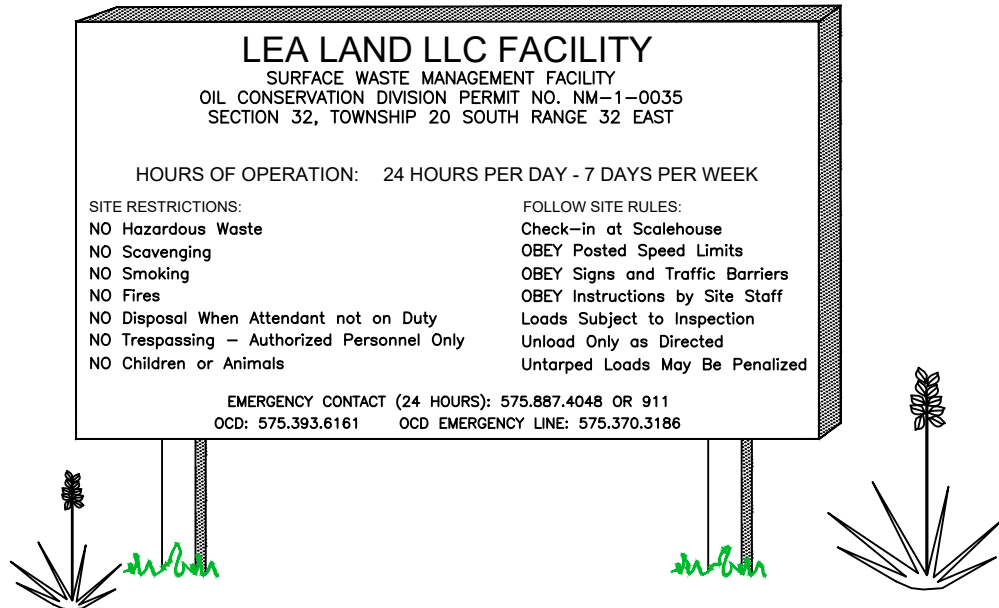 LEA LAND LLC FACILITY
SURFACE WASTE MANAGEMENT FACILITY
OIL CONSERVATION DIVISION PERMIT NO. NM-1-0035
SECTION 32, TOWNSHIP 20 SOUTH RANGE 32 EAST
HOURS OF OPERATION: 24 HOURS PER DAY - 7 DAYS PER WEEK
SITE RESTRICTIONS:
NO Hazardous Waste
NO Scavenging
NO Smoking
NO Fires
NO Disposal When Attendant not on Duty
NO Trespassing - Authorized Personnel Only
NO Children or Animals
FOLLOW SITE RULES:
Check-in at Scalehouse
OBEY Posted Speed Limits
OBEY Signs and Traffic Barriers
OBEY Instructions by Site Staff
Loads Subject to Inspection
Unload Only as Directed
Untarped Loads May Be Penalized
EMERGENCY CONTACT (24 HOURS): 575.887.4048 OR 911
OCD: 575.393.6161 OCD EMERGENCY LINE: 575.370.3186